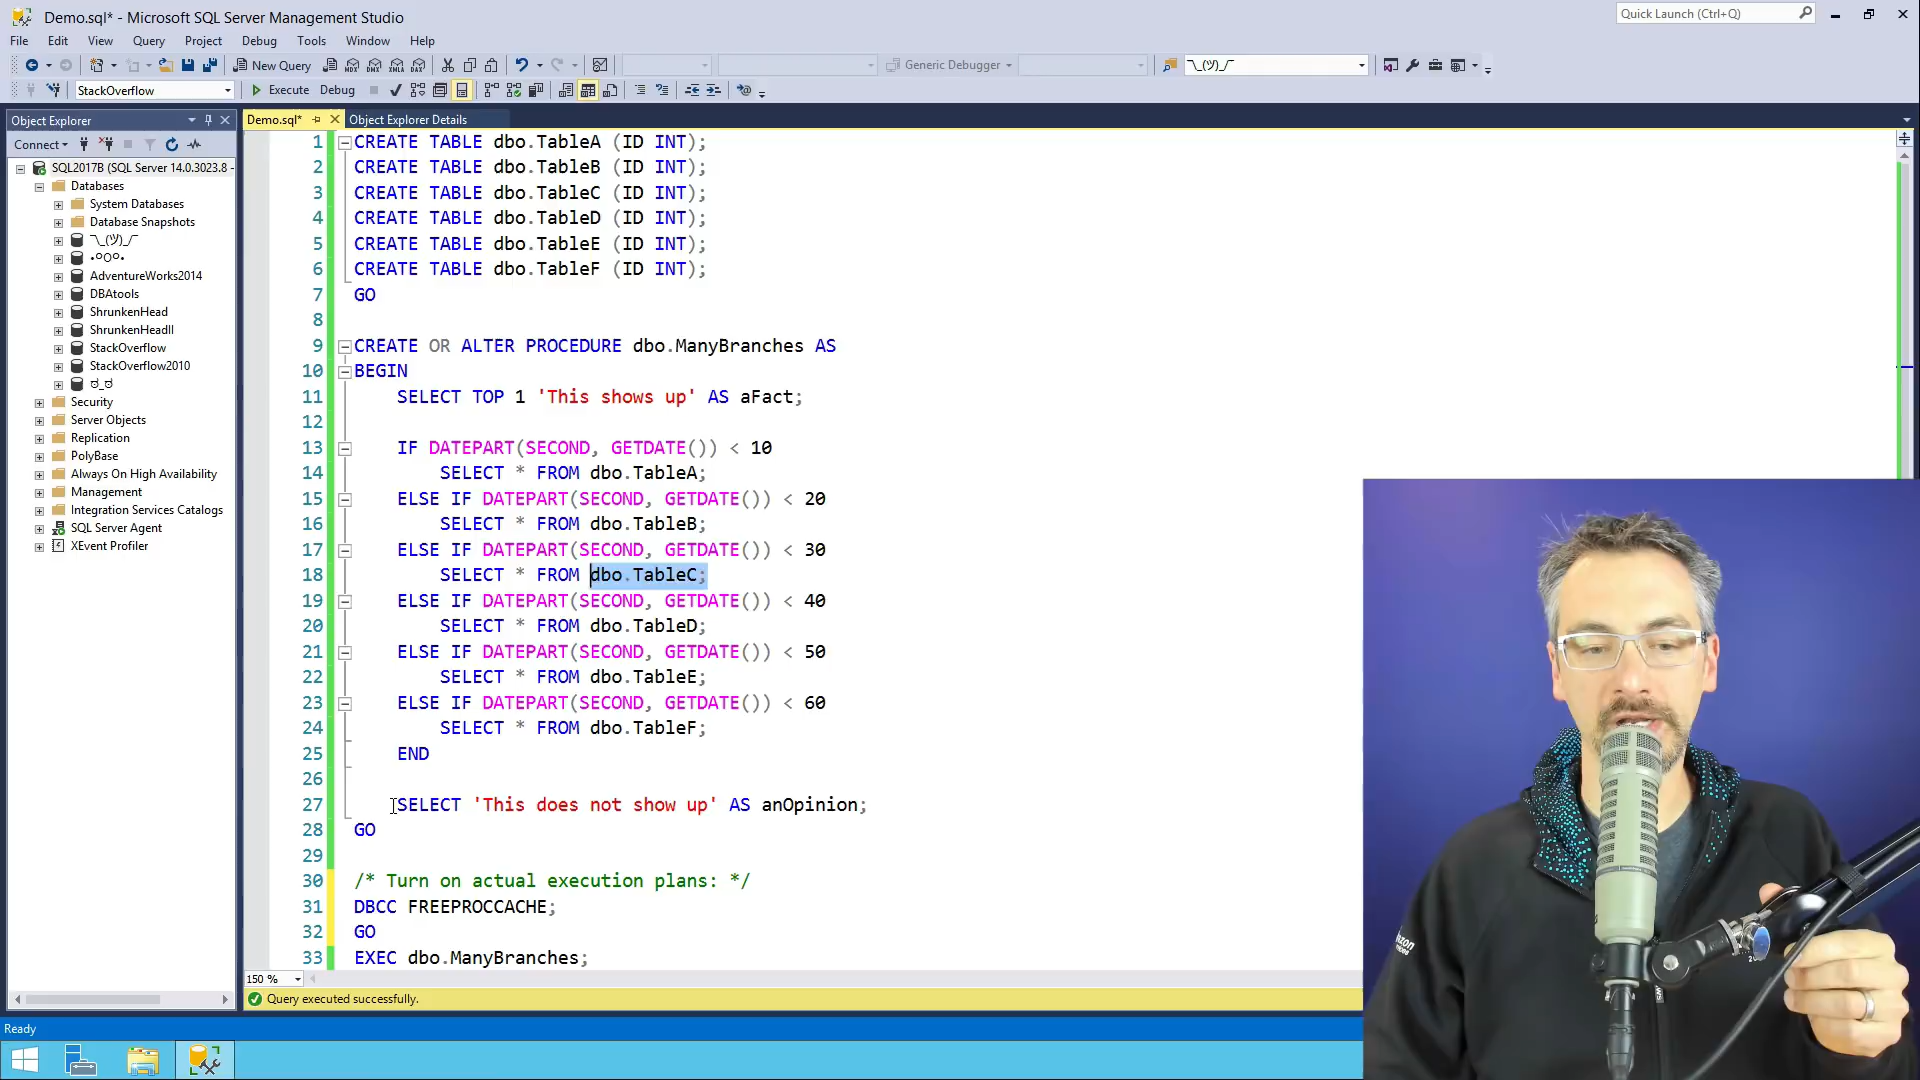 Demo.sql* - Microsoft SQL Server Management Studio
Quick Launch (Ctrl+Q)
File Edit View Query Project Debug Tools Window Help
New Query
Generic Debugger
¯\_(ツ)_/¯
StackOverflow
Execute Debug
Object Explorer
Demo.sql*
Object Explorer Details
Connect
SQL2017B (SQL Server 14.0.3023.8 -
Databases
System Databases
Database Snapshots
¯\_(ツ)_/¯
•ºOº•
AdventureWorks2014
DBAtools
ShrunkenHead
ShrunkenHeadII
StackOverflow
StackOverflow2010
ಠ_ಠ
Security
Server Objects
Replication
PolyBase
Always On High Availability
Management
Integration Services Catalogs
SQL Server Agent
XEvent Profiler
1 CREATE TABLE dbo.TableA (ID INT);
2 CREATE TABLE dbo.TableB (ID INT);
3 CREATE TABLE dbo.TableC (ID INT);
4 CREATE TABLE dbo.TableD (ID INT);
5 CREATE TABLE dbo.TableE (ID INT);
6 CREATE TABLE dbo.TableF (ID INT);
7 GO
8
9 CREATE OR ALTER PROCEDURE dbo.ManyBranches AS
10 BEGIN
11 SELECT TOP 1 'This shows up' AS aFact;
12
13 IF DATEPART(SECOND, GETDATE()) < 10
14 SELECT * FROM dbo.TableA;
15 ELSE IF DATEPART(SECOND, GETDATE()) < 20
16 SELECT * FROM dbo.TableB;
17 ELSE IF DATEPART(SECOND, GETDATE()) < 30
18 SELECT * FROM dbo.TableC;
19 ELSE IF DATEPART(SECOND, GETDATE()) < 40
20 SELECT * FROM dbo.TableD;
21 ELSE IF DATEPART(SECOND, GETDATE()) < 50
22 SELECT * FROM dbo.TableE;
23 ELSE IF DATEPART(SECOND, GETDATE()) < 60
24 SELECT * FROM dbo.TableF;
25 END
26
27 SELECT 'This does not show up' AS anOpinion;
28 GO
29
30 /* Turn on actual execution plans: */
31 DBCC FREEPROCCACHE;
32 GO
33 EXEC dbo.ManyBranches;
150 %
Query executed successfully.
Ready